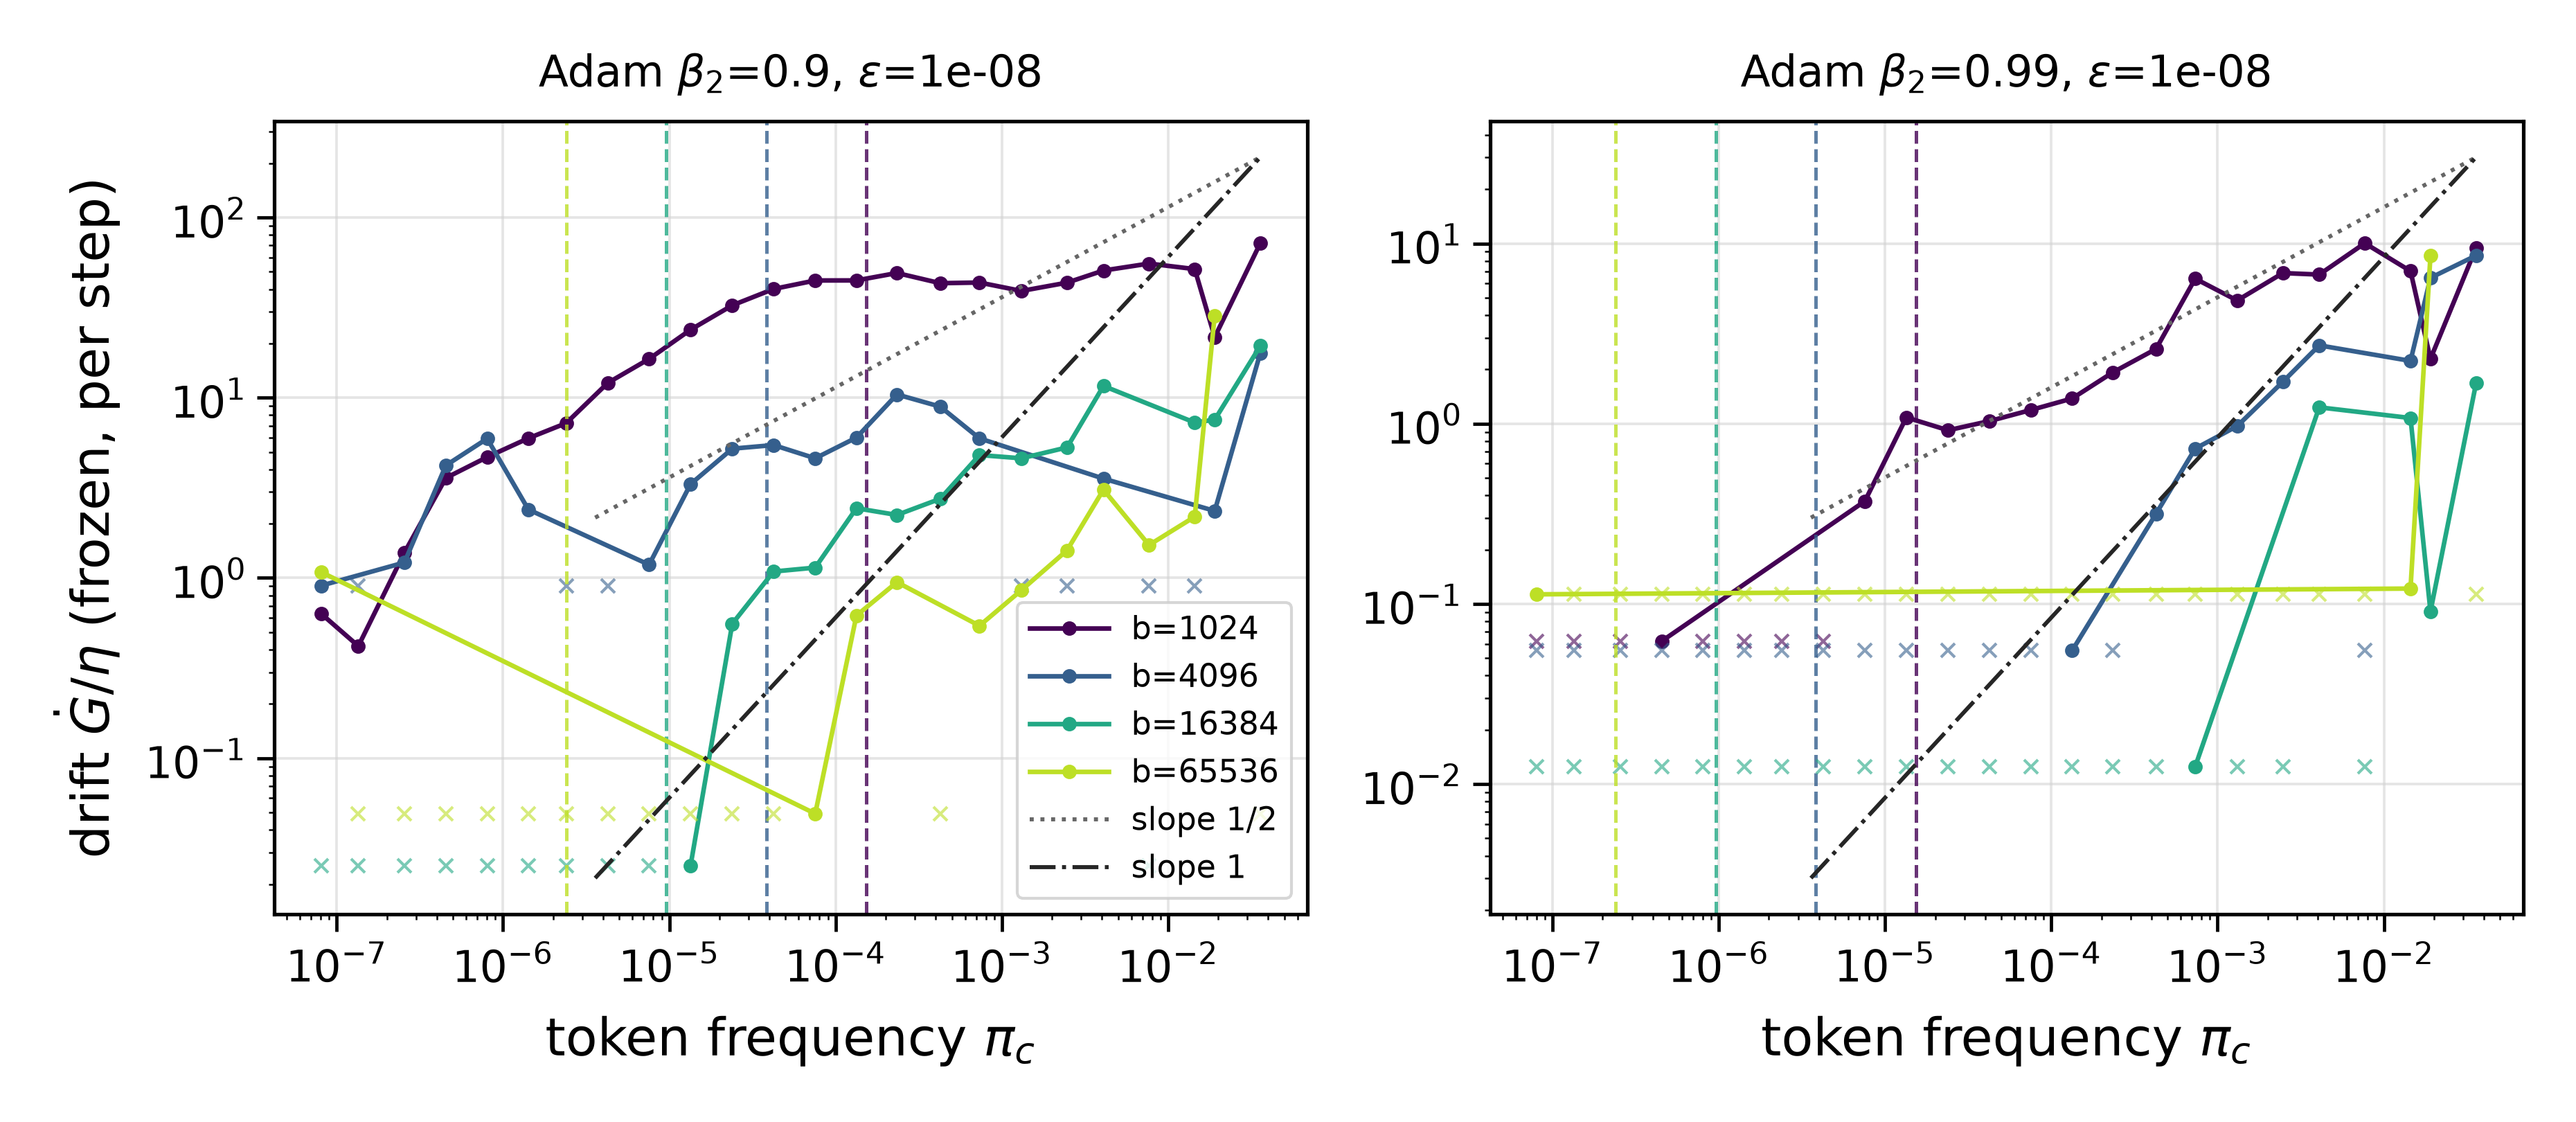 Adam β₂=0.9, ε=1e-08
drift Ġ/η (frozen, per step)
10²
10¹
10⁰
10⁻¹
b=1024
b=4096
b=16384
b=65536
slope 1/2
slope 1
10⁻⁷ 10⁻⁶ 10⁻⁵ 10⁻⁴ 10⁻³ 10⁻²
token frequency π_c
Adam β₂=0.99, ε=1e-08
10¹
10⁰
10⁻¹
10⁻²
10⁻⁷ 10⁻⁶ 10⁻⁵ 10⁻⁴ 10⁻³ 10⁻²
token frequency π_c